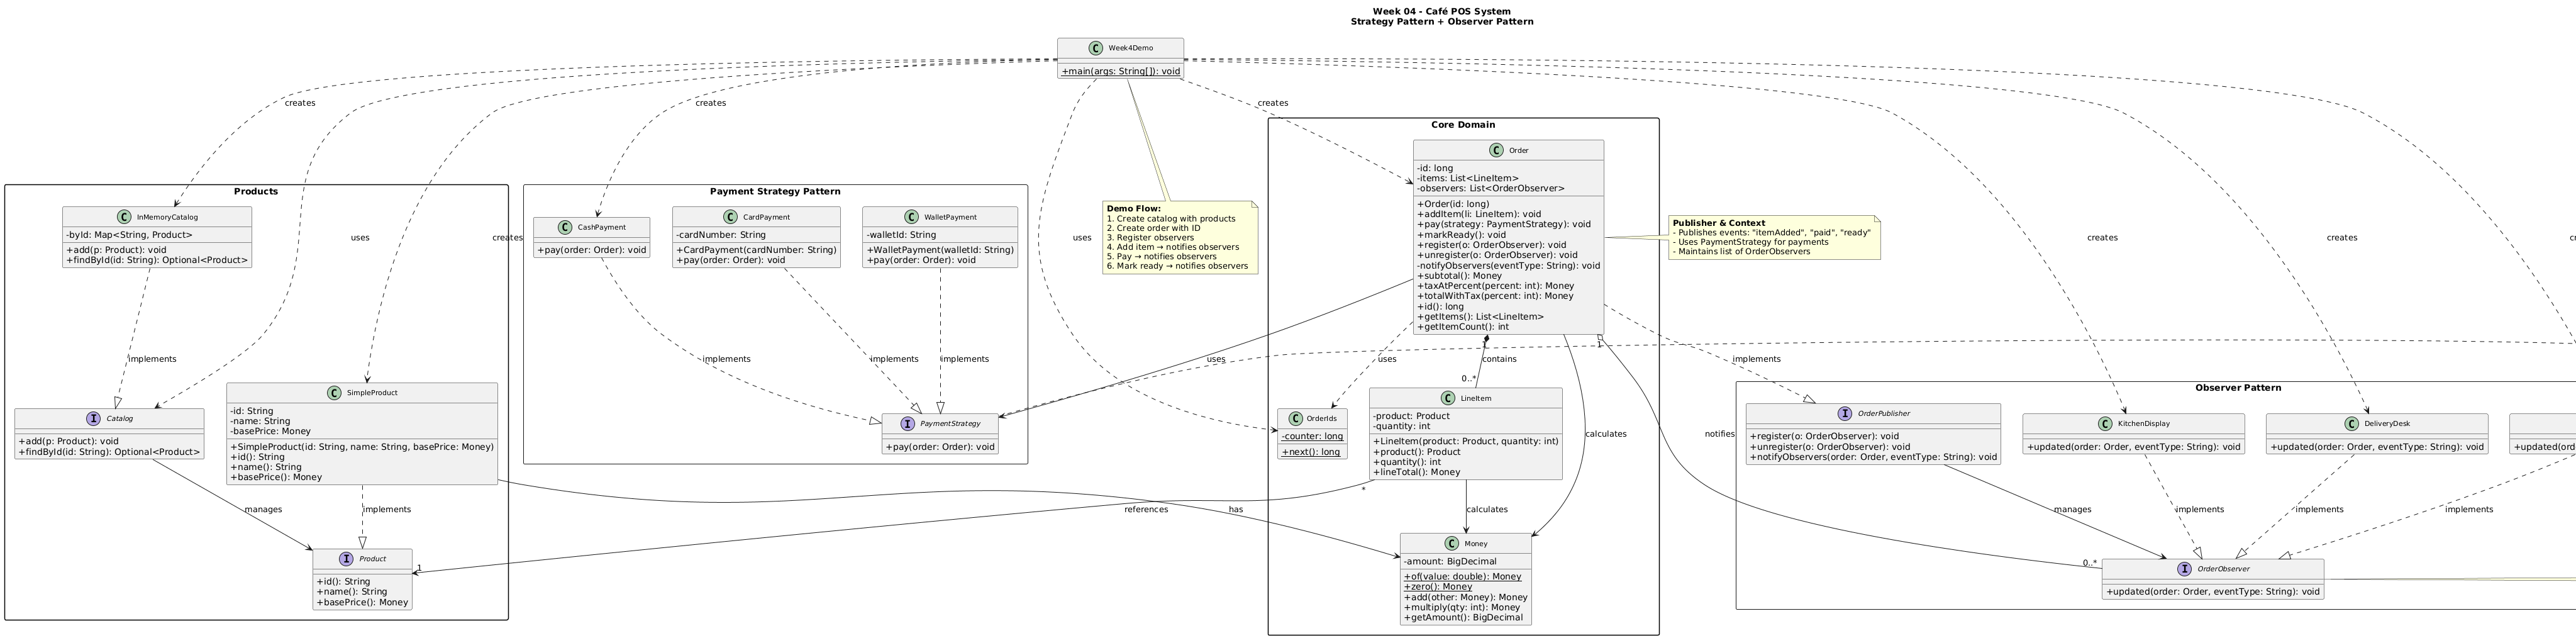 Week 04 - Café POS System
Strategy Pattern + Observer Pattern
C Week4Demo
+main(args: String[]): void
creates
creates
creates
uses
creates
uses
creates
creates
Products
C InMemoryCatalog
-byId: Map<String, Product>
+add(p: Product): void
+findById(id: String): Optional<Product>
implements
I Catalog
+add(p: Product): void
+findById(id: String): Optional<Product>
C SimpleProduct
-id: String
-name: String
-basePrice: Money
+SimpleProduct(id: String, name: String, basePrice: Money)
+id(): String
+name(): String
+basePrice(): Money
manages
implements
I Product
+id(): String
+name(): String
+basePrice(): Money
1
Payment Strategy Pattern
C CashPayment
+pay(order: Order): void
C CardPayment
-cardNumber: String
+CardPayment(cardNumber: String)
+pay(order: Order): void
C WalletPayment
-walletId: String
+WalletPayment(walletId: String)
+pay(order: Order): void
implements
implements
implements
I PaymentStrategy
+pay(order: Order): void
Demo Flow:
1. Create catalog with products
2. Create order with ID
3. Register observers
4. Add item → notifies observers
5. Pay → notifies observers
6. Mark ready → notifies observers
Core Domain
C Order
-id: long
-items: List<LineItem>
-observers: List<OrderObserver>
+Order(id: long)
+addItem(li: LineItem): void
+pay(strategy: PaymentStrategy): void
+markReady(): void
+register(o: OrderObserver): void
+unregister(o: OrderObserver): void
-notifyObservers(eventType: String): void
+subtotal(): Money
+taxAtPercent(percent: int): Money
+totalWithTax(percent: int): Money
+id(): long
+getItems(): List<LineItem>
+getItemCount(): int
uses
uses
contains
0..*
1
C OrderIds
-counter: long
+next(): long
C LineItem
-product: Product
-quantity: int
+LineItem(product: Product, quantity: int)
+product(): Product
+quantity(): int
+lineTotal(): Money
*
references
has
calculates
calculates
C Money
-amount: BigDecimal
+of(value: double): Money
+zero(): Money
+add(other: Money): Money
+multiply(qty: int): Money
+getAmount(): BigDecimal
Publisher & Context
- Publishes events: "itemAdded", "paid", "ready"
- Uses PaymentStrategy for payments
- Maintains list of OrderObservers
implements
notifies
Observer Pattern
I OrderPublisher
+register(o: OrderObserver): void
+unregister(o: OrderObserver): void
+notifyObservers(order: Order, eventType: String): void
C KitchenDisplay
+updated(order: Order, eventType: String): void
C DeliveryDesk
+updated(order: Order, eventType: String): void
manages
implements
implements
implements
0..*
I OrderObserver
+updated(order: Order, eventType: String): void